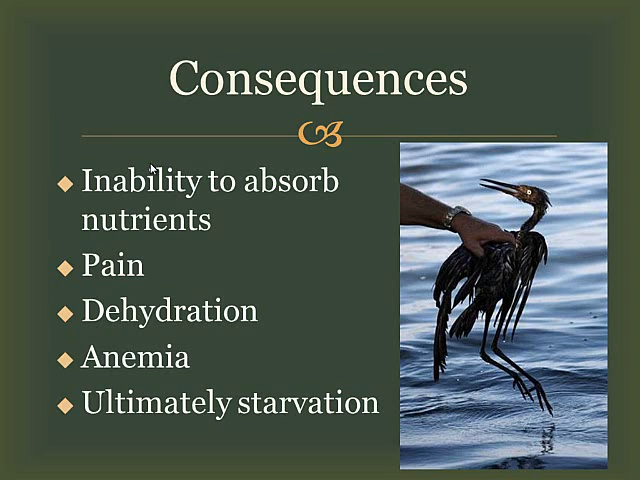 Consequences
Inability to absorb
nutrients
Pain
Dehydration
Anemia
Ultimately starvation